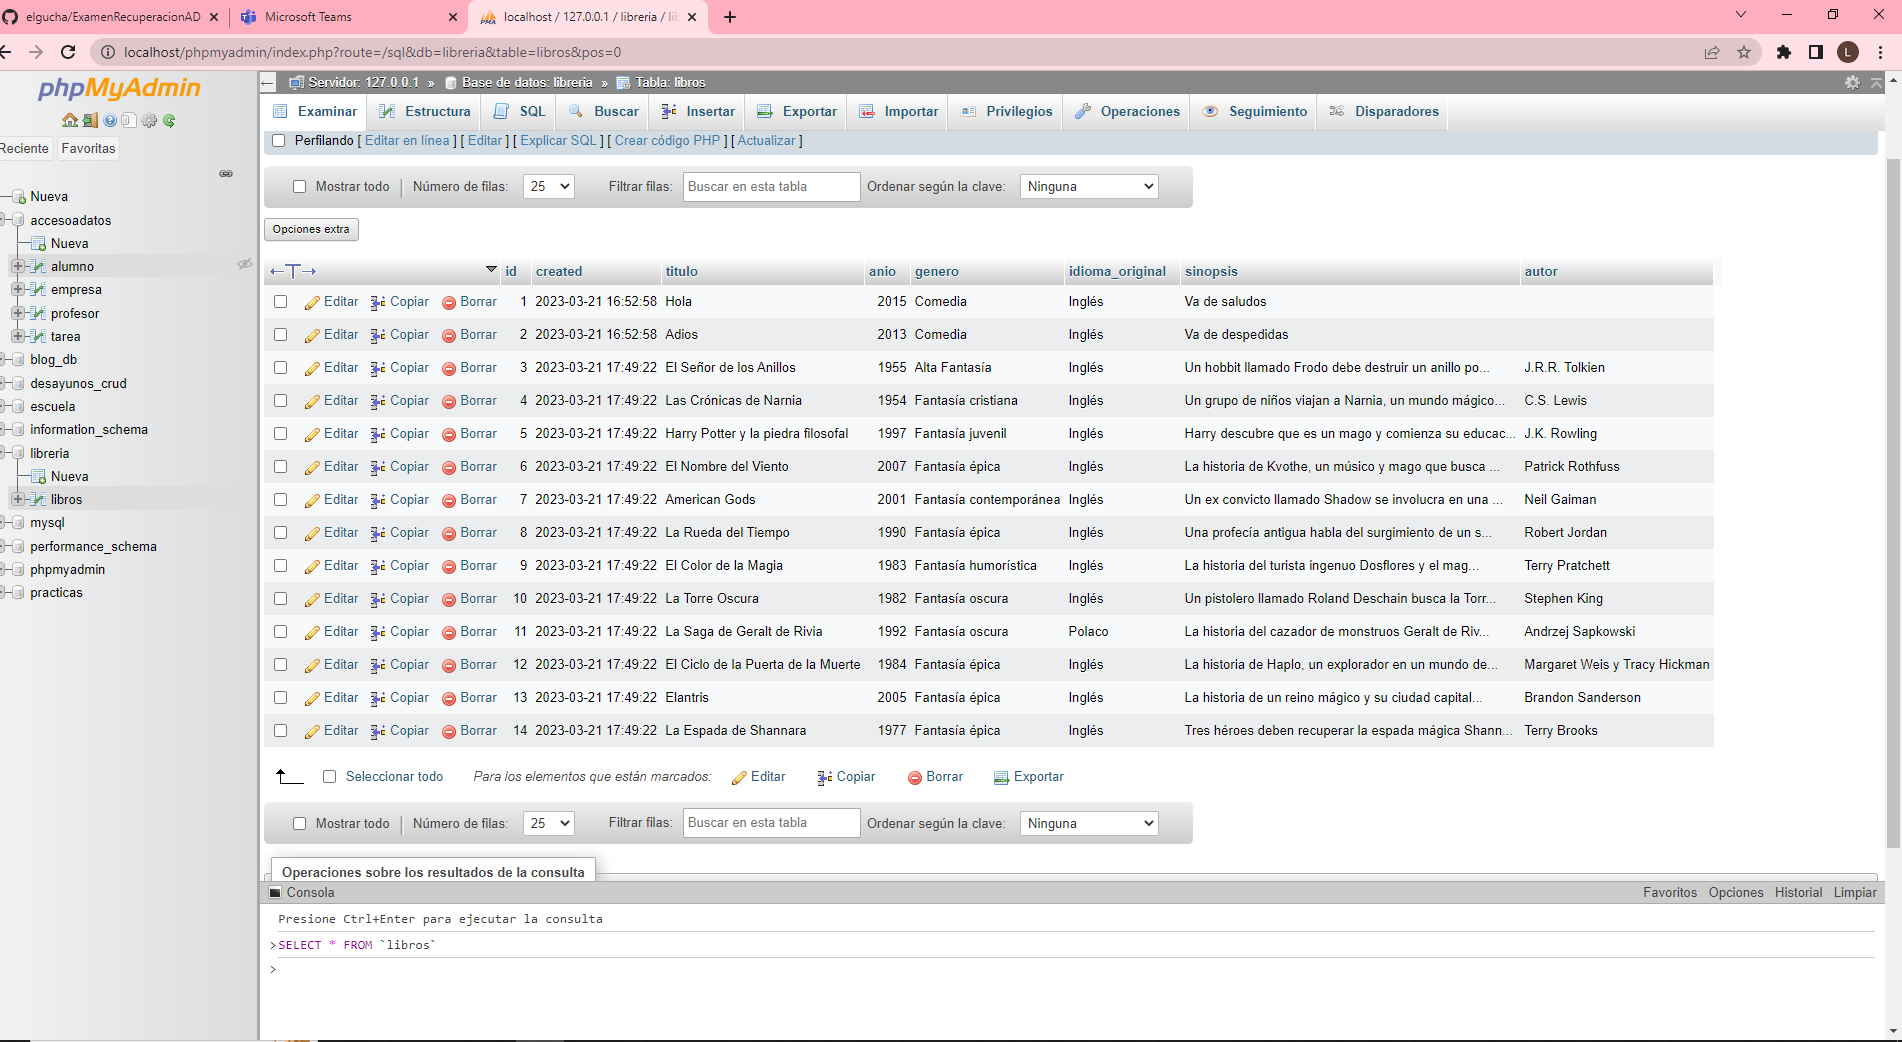 elgucha/ExamenRecuperacionAD
Microsoft Teams
localhost / 127.0.0.1 / libreria / lib
localhost/phpmyadmin/index.php?route=/sql&db=libreria&table=libros&pos=0
L
phpMyAdmin
Reciente Favoritas
Nueva
accesoadatos
Nueva
alumno
empresa
profesor
tarea
blog_db
desayunos_crud
escuela
information_schema
libreria
Nueva
libros
mysql
performance_schema
phpmyadmin
practicas
Servidor: 127.0.0.1 » Base de datos: libreria » Tabla: libros
Examinar Estructura SQL Buscar Insertar Exportar Importar Privilegios Operaciones Seguimiento Disparadores
Perfilando [ Editar en línea ] [ Editar ] [ Explicar SQL ] [ Crear código PHP ] [ Actualizar ]
Mostrar todo Número de filas: 25 Filtrar filas: Buscar en esta tabla Ordenar según la clave: Ninguna
Opciones extra
←T→ id created titulo anio genero idioma_original sinopsis autor
Editar Copiar Borrar 1 2023-03-21 16:52:58 Hola 2015 Comedia Inglés Va de saludos
Editar Copiar Borrar 2 2023-03-21 16:52:58 Adios 2013 Comedia Inglés Va de despedidas
Editar Copiar Borrar 3 2023-03-21 17:49:22 El Señor de los Anillos 1955 Alta Fantasía Inglés Un hobbit llamado Frodo debe destruir un anillo po... J.R.R. Tolkien
Editar Copiar Borrar 4 2023-03-21 17:49:22 Las Crónicas de Narnia 1954 Fantasía cristiana Inglés Un grupo de niños viajan a Narnia, un mundo mágico... C.S. Lewis
Editar Copiar Borrar 5 2023-03-21 17:49:22 Harry Potter y la piedra filosofal 1997 Fantasía juvenil Inglés Harry descubre que es un mago y comienza su educac... J.K. Rowling
Editar Copiar Borrar 6 2023-03-21 17:49:22 El Nombre del Viento 2007 Fantasía épica Inglés La historia de Kvothe, un músico y mago que busca ... Patrick Rothfuss
Editar Copiar Borrar 7 2023-03-21 17:49:22 American Gods 2001 Fantasía contemporánea Inglés Un ex convicto llamado Shadow se involucra en una ... Neil Gaiman
Editar Copiar Borrar 8 2023-03-21 17:49:22 La Rueda del Tiempo 1990 Fantasía épica Inglés Una profecía antigua habla del surgimiento de un s... Robert Jordan
Editar Copiar Borrar 9 2023-03-21 17:49:22 El Color de la Magia 1983 Fantasía humorística Inglés La historia del turista ingenuo Dosflores y el mag... Terry Pratchett
Editar Copiar Borrar 10 2023-03-21 17:49:22 La Torre Oscura 1982 Fantasía oscura Inglés Un pistolero llamado Roland Deschain busca la Torr... Stephen King
Editar Copiar Borrar 11 2023-03-21 17:49:22 La Saga de Geralt de Rivia 1992 Fantasía oscura Polaco La historia del cazador de monstruos Geralt de Riv... Andrzej Sapkowski
Editar Copiar Borrar 12 2023-03-21 17:49:22 El Ciclo de la Puerta de la Muerte 1984 Fantasía épica Inglés La historia de Haplo, un explorador en un mundo de... Margaret Weis y Tracy Hickman
Editar Copiar Borrar 13 2023-03-21 17:49:22 Elantris 2005 Fantasía épica Inglés La historia de un reino mágico y su ciudad capital... Brandon Sanderson
Editar Copiar Borrar 14 2023-03-21 17:49:22 La Espada de Shannara 1977 Fantasía épica Inglés Tres héroes deben recuperar la espada mágica Shann... Terry Brooks
Seleccionar todo Para los elementos que están marcados: Editar Copiar Borrar Exportar
Mostrar todo Número de filas: 25 Filtrar filas: Buscar en esta tabla Ordenar según la clave: Ninguna
Operaciones sobre los resultados de la consulta
Consola Favoritos Opciones Historial Limpiar
Presione Ctrl+Enter para ejecutar la consulta
>SELECT * FROM `libros`
>